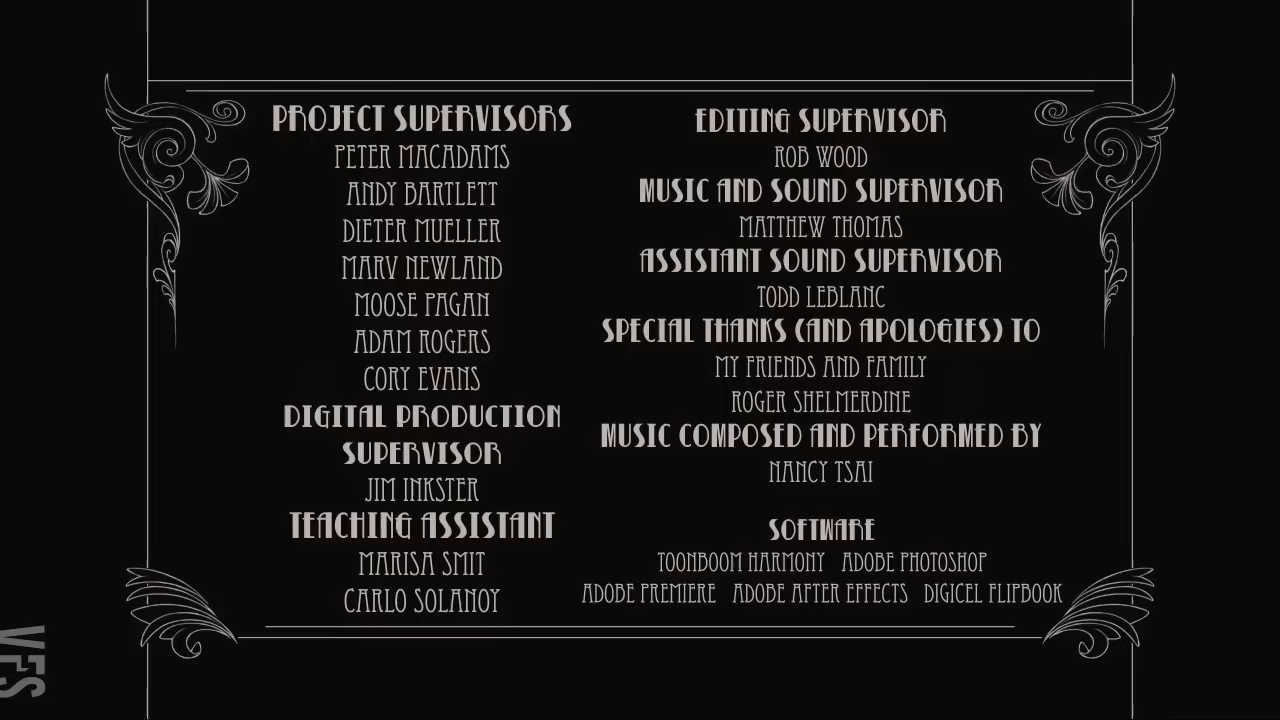 PROJECT SUPERVISORS
PETER MACADAMS
ANDY BARTLETT
DIETER MUELLER
MARV NEWLAND
MOOSE PAGAN
ADAM ROGERS
CORY EVANS
DIGITAL PRODUCTION
SUPERVISOR
JIM INKSTER
TEACHING ASSISTANT
MARISA SMIT
CARLO SOLANOY
EDITING SUPERVISOR
ROB WOOD
MUSIC AND SOUND SUPERVISOR
MATTHEW THOMAS
ASSISTANT SOUND SUPERVISOR
TODD LEBLANC
SPECIAL THANKS (AND APOLOGIES) TO
MY FRIENDS AND FAMILY
ROGER SHELMERDINE
MUSIC COMPOSED AND PERFORMED BY
NANCY TSAI
SOFTWARE
TOONBOOM HARMONY ADOBE PHOTOSHOP
ADOBE PREMIERE ADOBE AFTER EFFECTS DIGICEL FLIPBOOK
VFS